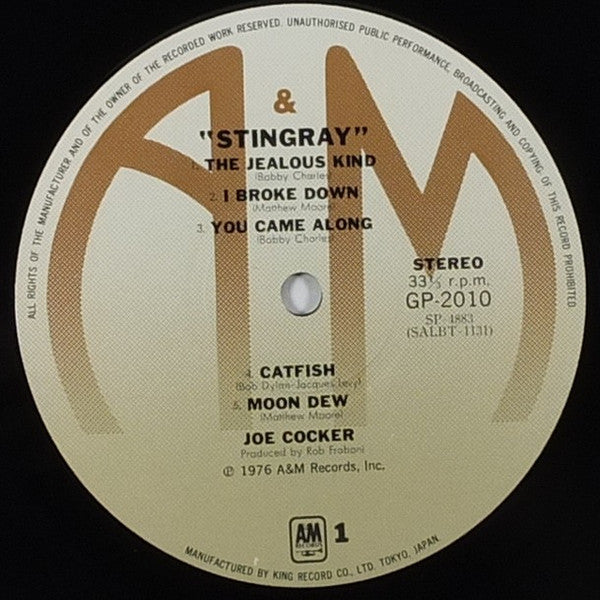 ALL RIGHTS OF THE MANUFACTURER AND OF THE OWNER OF THE RECORDED WORK RESERVED. UNAUTHORISED PUBLIC PERFORMANCE, BROADCASTING AND COPYING OF THIS RECORD PROHIBITED
A & M
"STINGRAY"
1. THE JEALOUS KIND
(Bobby Charles)
2. I BROKE DOWN
(Matthew Moore)
3. YOU CAME ALONG
(Bobby Charles)
STEREO
33⅓ r.p.m.
GP-2010
SP-4883
(SALBT-1131)
4. CATFISH
(Bob Dylan-Jacques Levy)
5. MOON DEW
(Matthew Moore)
JOE COCKER
Produced by Rob Fraboni
℗ 1976 A&M Records, Inc.
A&M
RECORDS
1
MANUFACTURED BY KING RECORD CO., LTD. TOKYO, JAPAN.